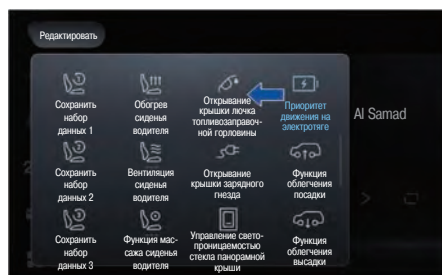 Редактировать
Сохранить
набор
данных 1
Обогрев
сиденья
водителя
Открывание
крышки лючка
топливозаправоч-
ной горловины
Приоритет
движения на
электротяге
Al Samad
Сохранить
набор
данных 2
Вентиляция
сиденья
водителя
Открывание
крышки зарядного
гнезда
Функция
облегчения
посадки
Сохранить
набор
данных 3
Функция мас-
сажа сиденья
водителя
Управление свето-
проницаемостью
стекла панорамной
крыши
Функция
облегчения
высадки